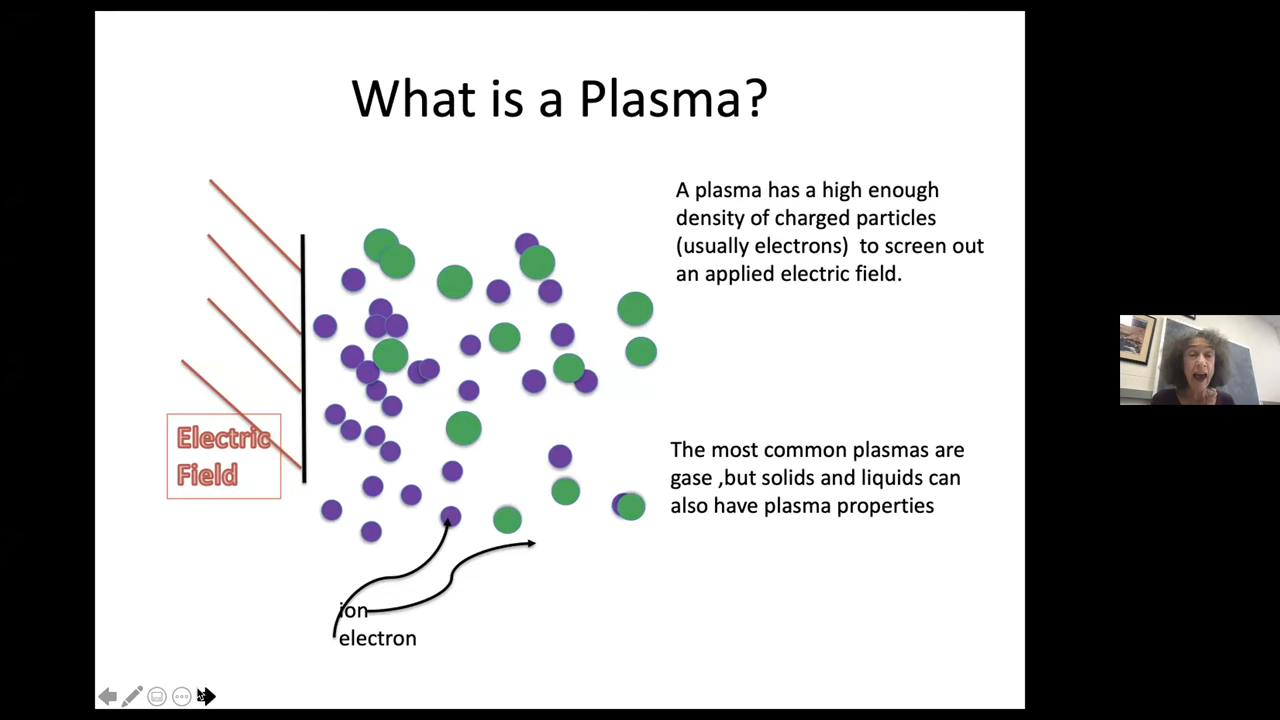 What is a Plasma?
A plasma has a high enough
density of charged particles
(usually electrons)  to screen out
an applied electric field.
Electric
Field
The most common plasmas are
gase ,but solids and liquids can
also have plasma properties
ion
electron